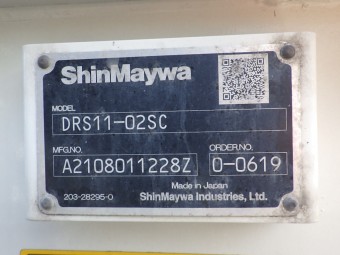 ShinMaywa
MODEL
DRS11-02SC
MFG.NO. ORDER.NO.
A2108011228Z 0-0619
Made in Japan
203-28295-0 ShinMaywa Industries, Ltd.